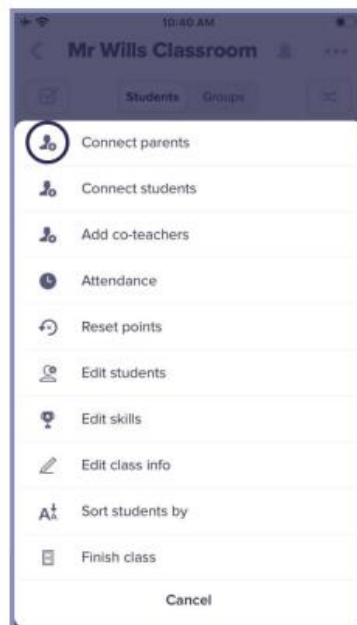 10:40 AM
Mr Wills Classroom
Students Groups
Connect parents
Connect students
Add co-teachers
Attendance
Reset points
Edit students
Edit skills
Edit class info
Sort students by
Finish class
Cancel